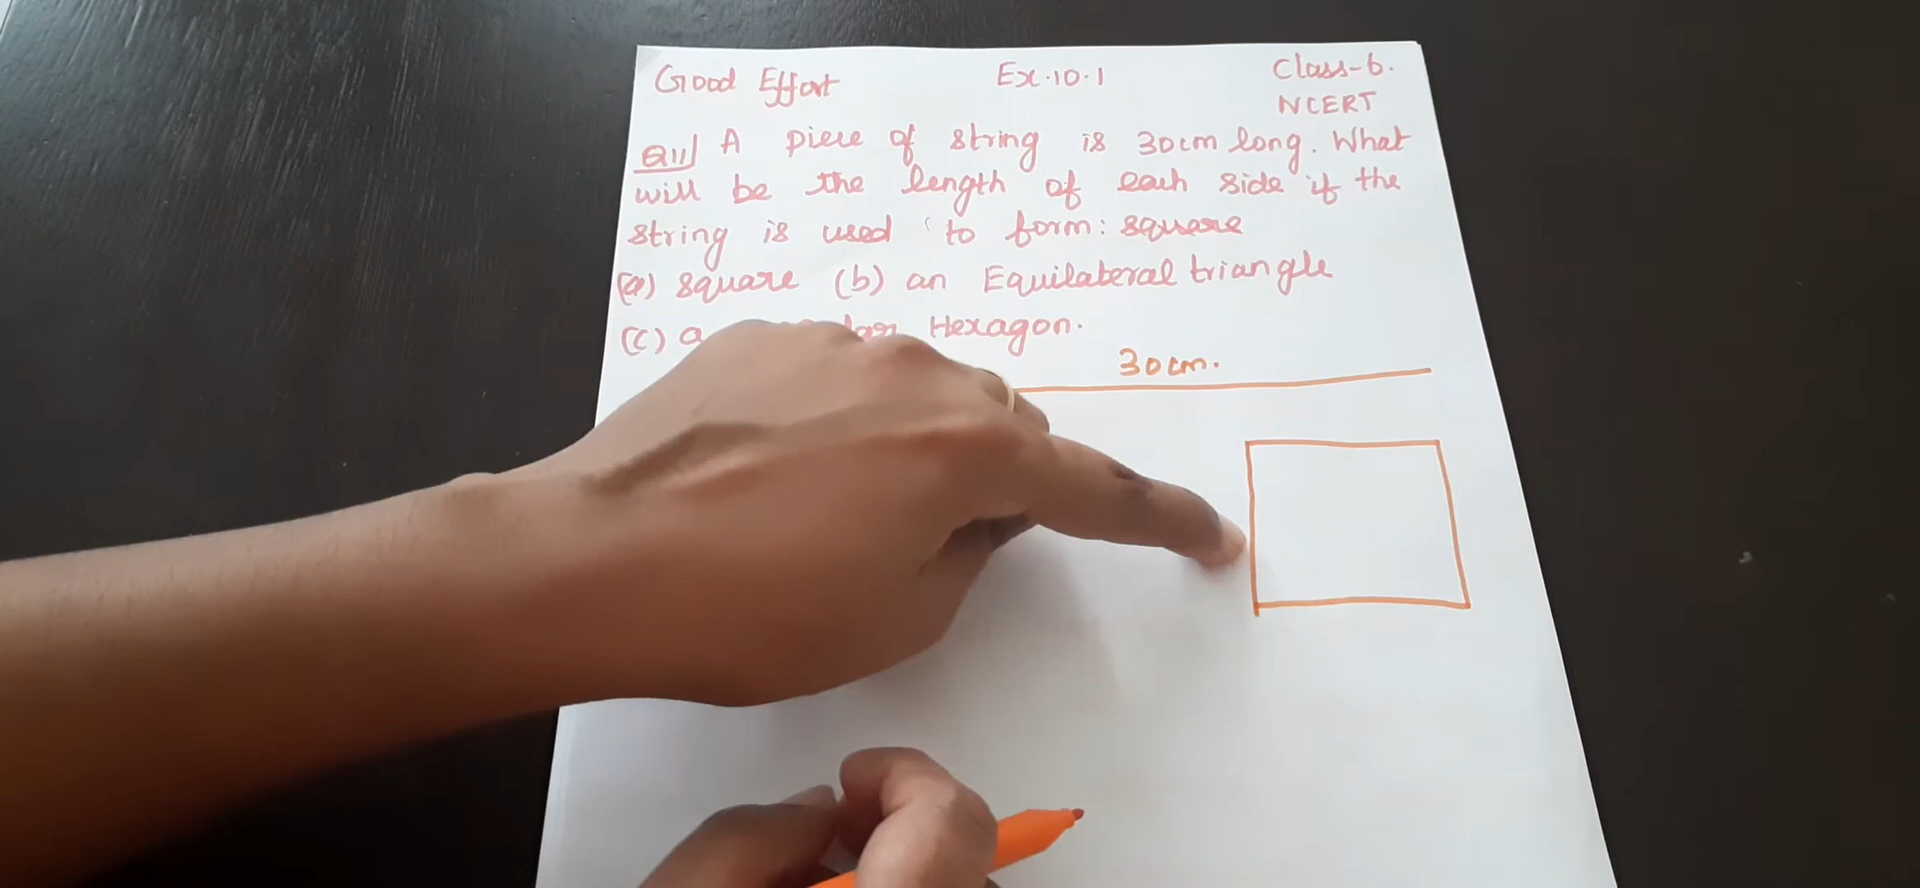 Good Effort Ex.10.1 Class-6.
NCERT
Q11) A piece of string is 30cm long. What
will be the length of each side if the
string is used to form: square
(a) square (b) an Equilateral triangle
(c) a Hexagon.
30cm.